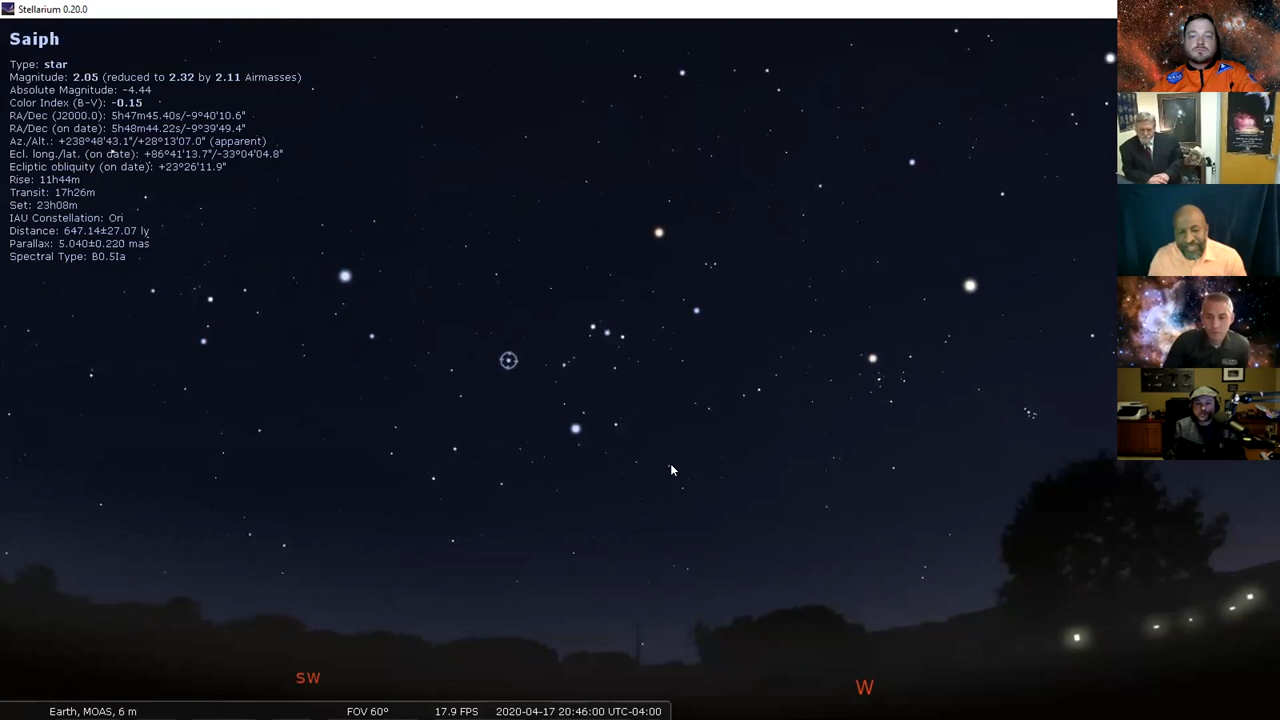 Stellarium 0.20.0
Saiph
Type: star
Magnitude: 2.05 (reduced to 2.32 by 2.11 Airmasses)
Absolute Magnitude: -4.44
Color Index (B-V): -0.15
RA/Dec (J2000.0): 5h47m45.40s/-9°40'10.6"
RA/Dec (on date): 5h48m44.22s/-9°39'49.4"
Az./Alt.: +238°48'43.1"/+28°13'07.0" (apparent)
Ecl. long./lat. (on date): +86°41'13.7"/-33°04'04.8"
Ecliptic obliquity (on date): +23°26'11.9"
Rise: 11h44m
Transit: 17h26m
Set: 23h08m
IAU Constellation: Ori
Distance: 647.14±27.07 ly
Parallax: 5.040±0.220 mas
Spectral Type: B0.5Ia
SW
W
Earth, MOAS, 6 m FOV 60° 17.9 FPS 2020-04-17 20:46:00 UTC-04:00